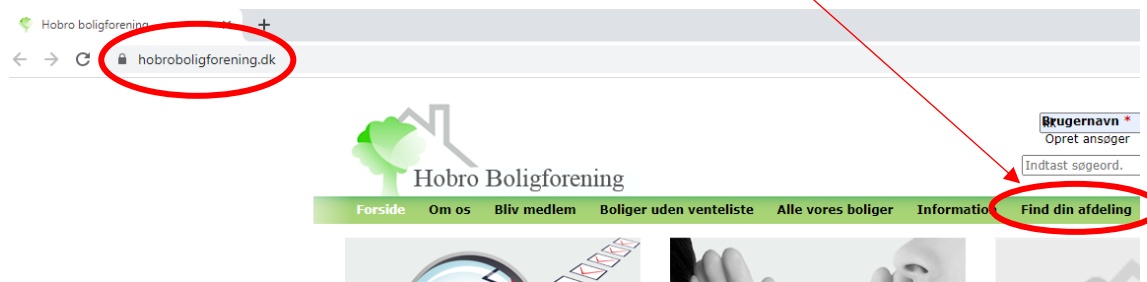 Hobro boligforening
hobroboligforening.dk
Brugernavn *
Opret ansøger
Indtast søgeord.
Hobro Boligforening
Forside Om os Bliv medlem Boliger uden venteliste Alle vores boliger Information Find din afdeling